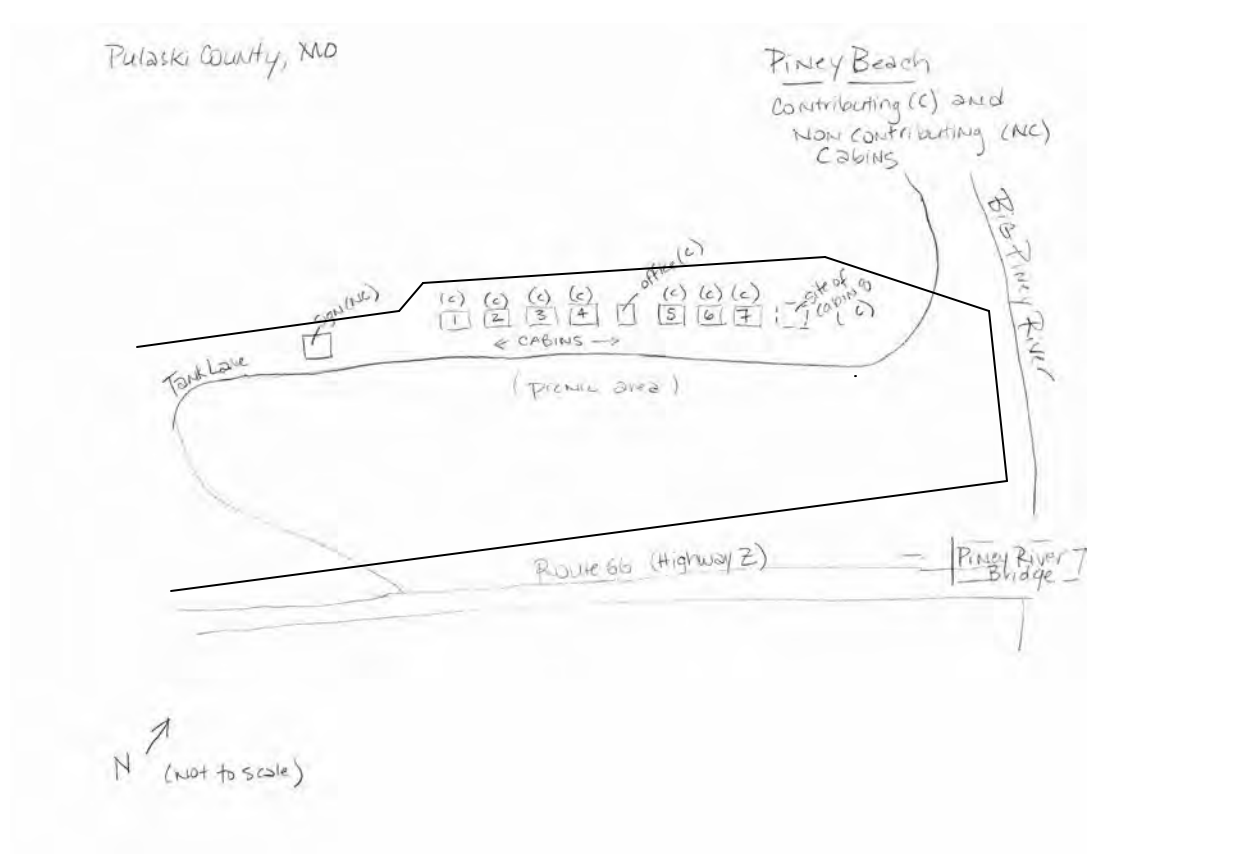 Pulaski County, MO
Piney Beach
Contributing (C) and
Non Contributing (NC)
Cabins
Big Piney River
Sign (NC)
(C) (C) (C) (C)
Office (C)
(C) (C) (C)
Site of
Cabin 8
(C)
1 2 3 4 5 6 7
← CABINS →
Tank Lane
(picnic area)
Route 66 (Highway Z)
Piney River
Bridge
N
(Not to scale)